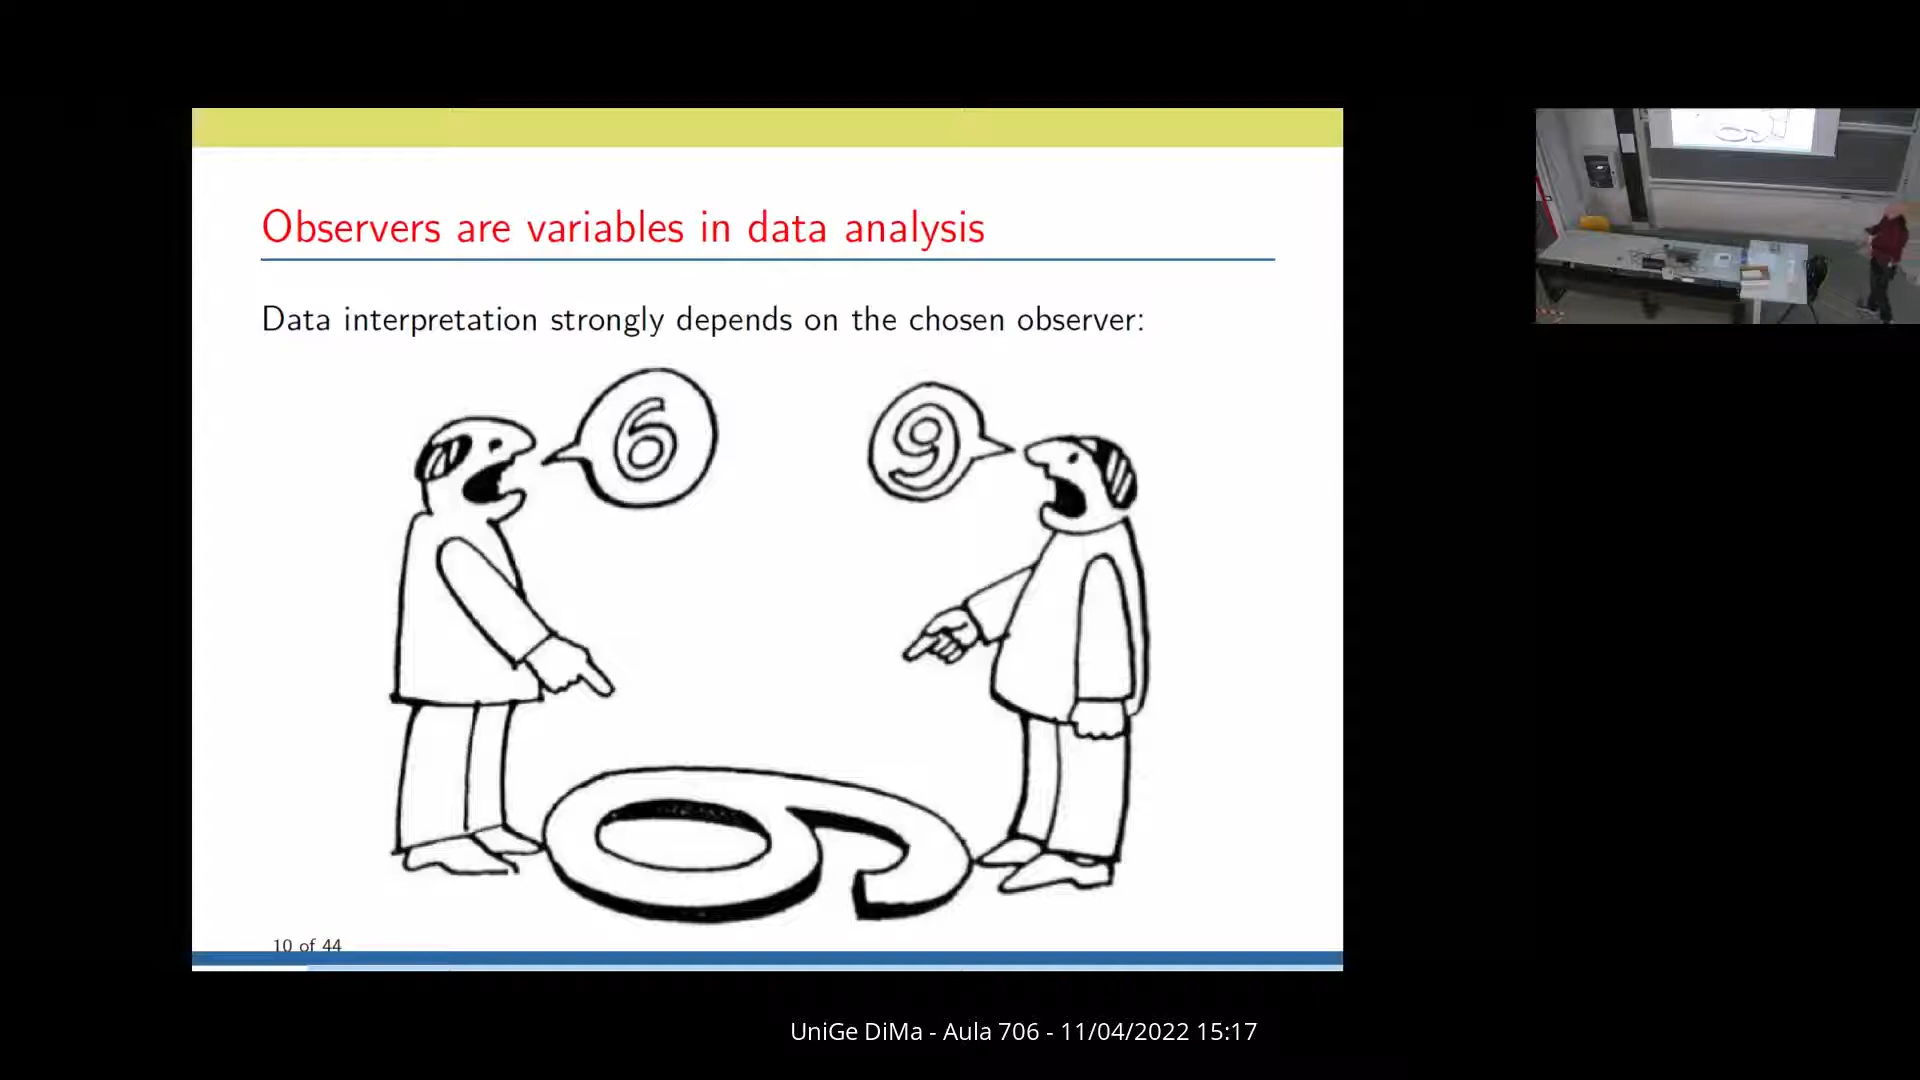 Observers are variables in data analysis
Data interpretation strongly depends on the chosen observer:
6
9
6
10 of 44
UniGe DiMa - Aula 706 - 11/04/2022 15:17